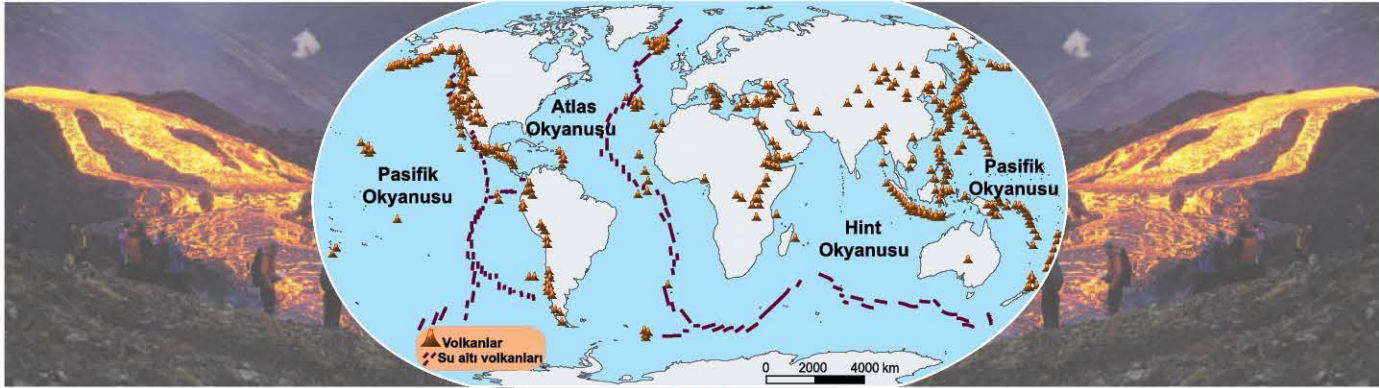 Atlas
Okyanusu
Pasifik
Okyanusu
Pasifik
Okyanusu
Hint
Okyanusu
Volkanlar
Su altı volkanları
0 2000 4000 km